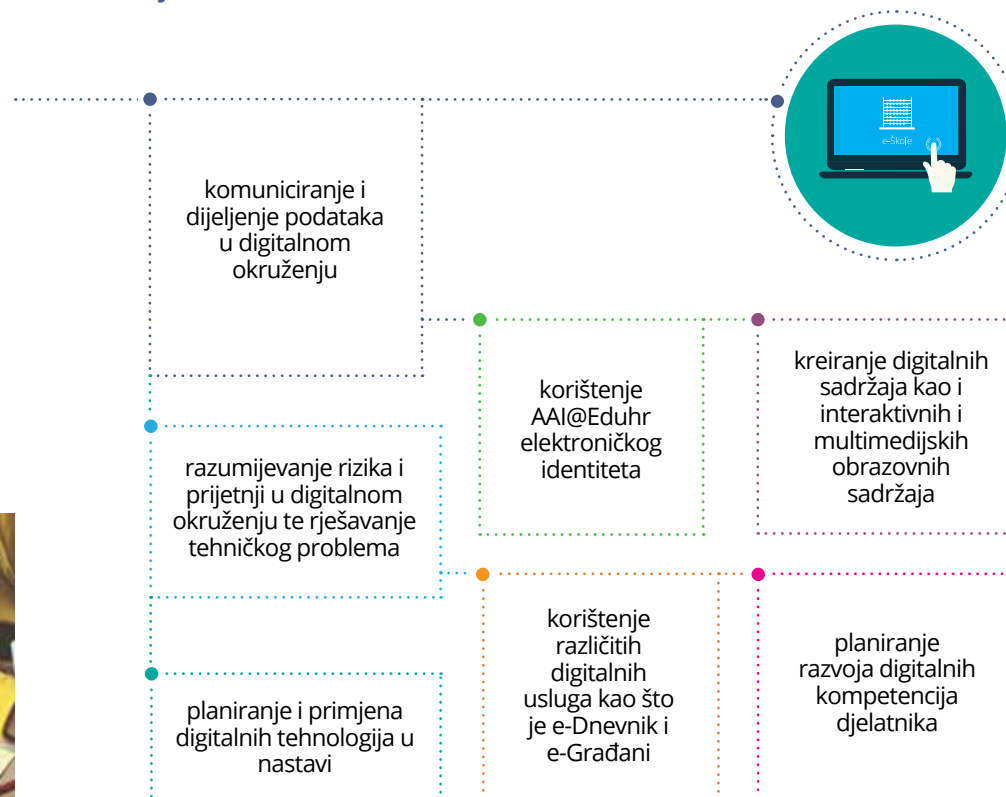 e-Škole
komuniciranje i
dijeljenje podataka
u digitalnom
okruženju
korištenje
AAI@Eduhr
elektroničkog
identiteta
kreiranje digitalnih
sadržaja kao i
interaktivnih i
multimedijskih
obrazovnih
sadržaja
razumijevanje rizika i
prijetnji u digitalnom
okruženju te rješavanje
tehničkog problema
korištenje
različitih
digitalnih
usluga kao što
je e-Dnevnik i
e-Građani
planiranje
razvoja digitalnih
kompetencija
djelatnika
planiranje i primjena
digitalnih tehnologija u
nastavi